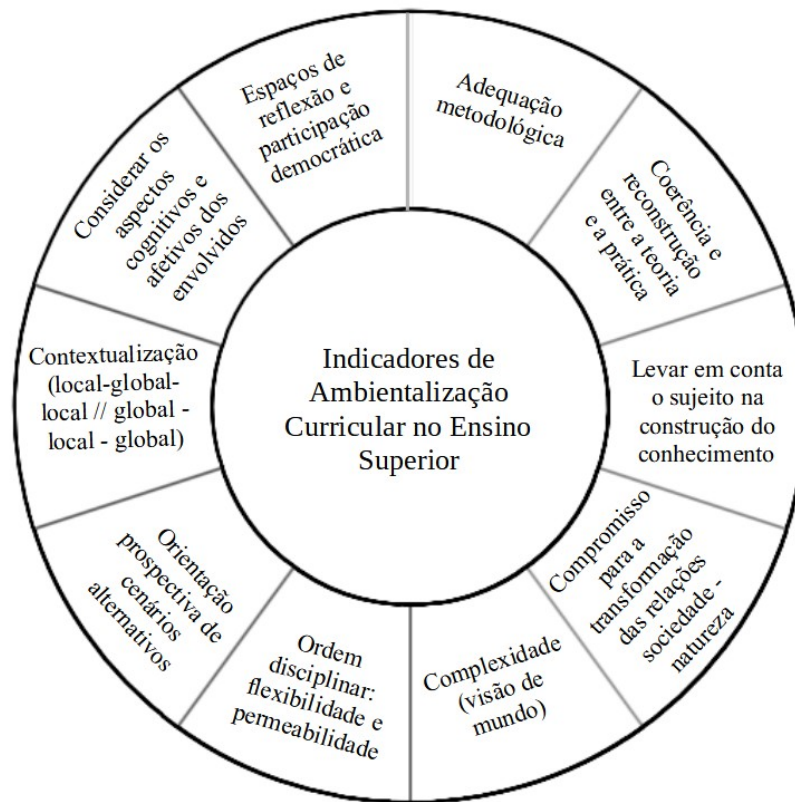 Espaços de
reflexão e
participação
democrática
Adequação
metodológica
Coerência e
reconstrução
entre a teoria
e a prática
Levar em conta
o sujeito na
construção do
conhecimento
Compromisso
para a
transformação
das relações
sociedade -
natureza
Complexidade
(visão de
mundo)
Ordem
disciplinar:
flexibilidade e
permeabilidade
Orientação
prospectiva de
cenários
alternativos
Contextualização
(local-global-
local // global -
local - global)
Considerar os
aspectos
cognitivos e
afetivos dos
envolvidos
Indicadores de
Ambientalização
Curricular no Ensino
Superior